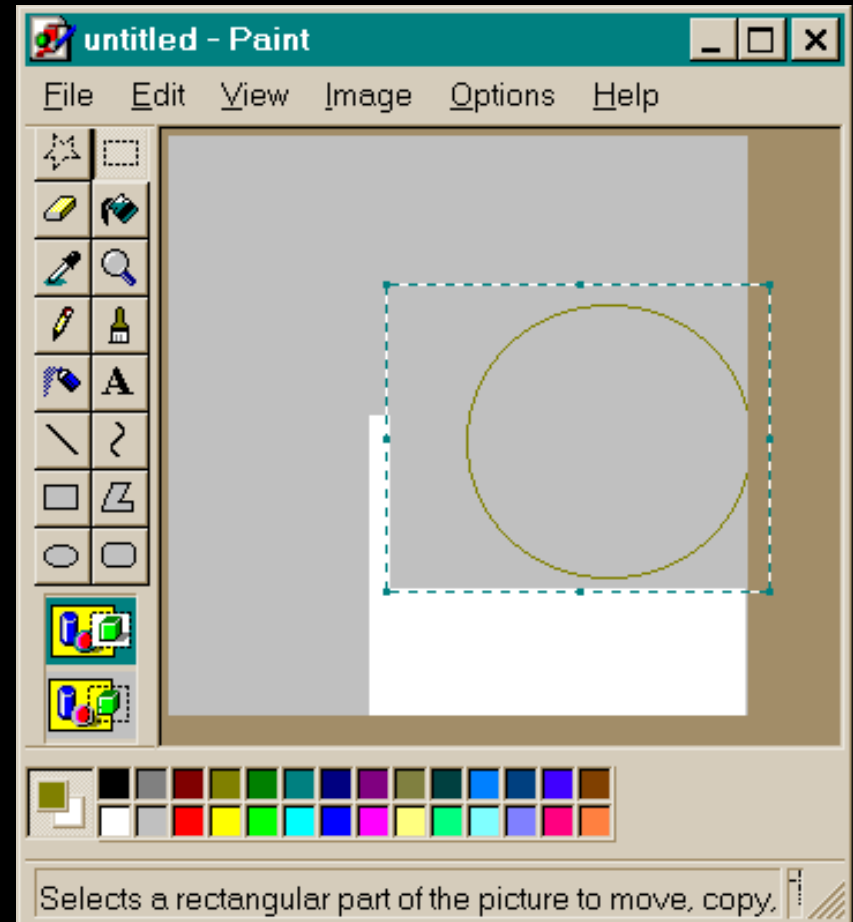 untitled - Paint
File Edit View Image Options Help
A
Selects a rectangular part of the picture to move, copy,